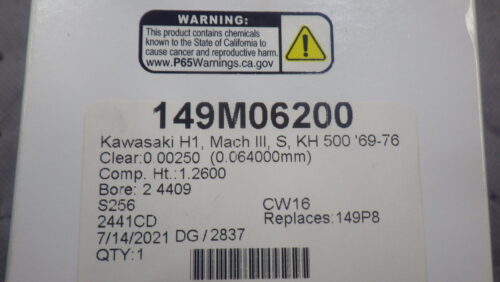 WARNING:
This product contains chemicals
known to the State of California to
cause cancer and reproductive harm.
www.P65Warnings.ca.gov
149M06200
Kawasaki H1, Mach III, S, KH 500 '69-76
Clear:0.00250 (0.064000mm)
Comp. Ht.:1.2600
Bore: 2 4409
S256 CW16
2441CD Replaces:149P8
7/14/2021 DG / 2837
QTY:1